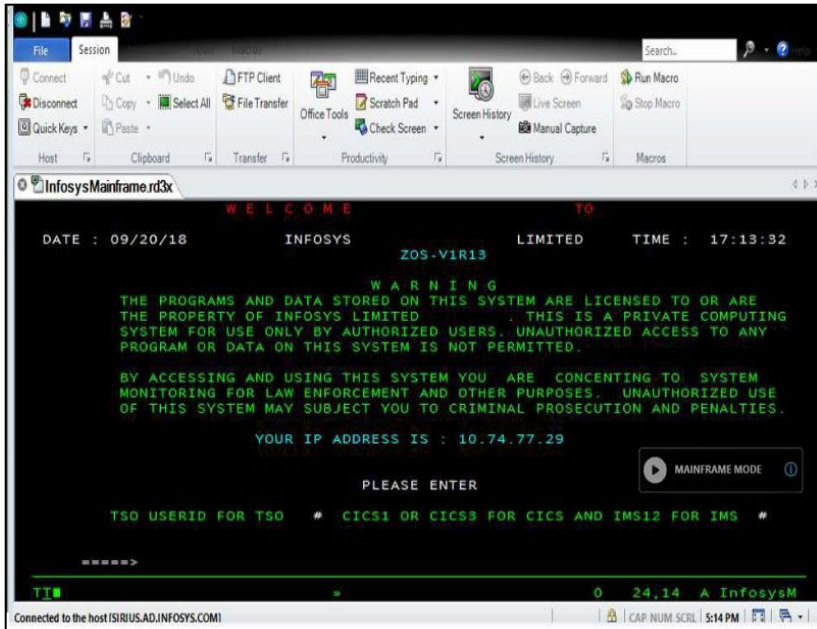 File Session Search.. Help
Connect Cut Undo FTP Client Recent Typing Back Forward Run Macro
Disconnect Copy Select All File Transfer Office Tools Scratch Pad Screen History Live Screen Stop Macro
Quick Keys Paste Check Screen Manual Capture
Host Clipboard Transfer Productivity Screen History Macros
InfosysMainframe.rd3x
W E L C O M E TO
DATE : 09/20/18 INFOSYS LIMITED TIME : 17:13:32
ZOS-V1R13
W A R N I N G
THE PROGRAMS AND DATA STORED ON THIS SYSTEM ARE LICENSED TO OR ARE
THE PROPERTY OF INFOSYS LIMITED . THIS IS A PRIVATE COMPUTING
SYSTEM FOR USE ONLY BY AUTHORIZED USERS. UNAUTHORIZED ACCESS TO ANY
PROGRAM OR DATA ON THIS SYSTEM IS NOT PERMITTED.
BY ACCESSING AND USING THIS SYSTEM YOU ARE CONCENTING TO SYSTEM
MONITORING FOR LAW ENFORCEMENT AND OTHER PURPOSES. UNAUTHORIZED USE
OF THIS SYSTEM MAY SUBJECT YOU TO CRIMINAL PROSECUTION AND PENALTIES.
YOUR IP ADDRESS IS : 10.74.77.29
MAINFRAME MODE
PLEASE ENTER
TSO USERID FOR TSO # CICS1 OR CICS3 FOR CICS AND IMS12 FOR IMS #
=====>
TT » 0 24,14 A InfosysM
Connected to the host [SIRIUS.AD.INFOSYS.COM] CAP NUM SCRL 5:14 PM